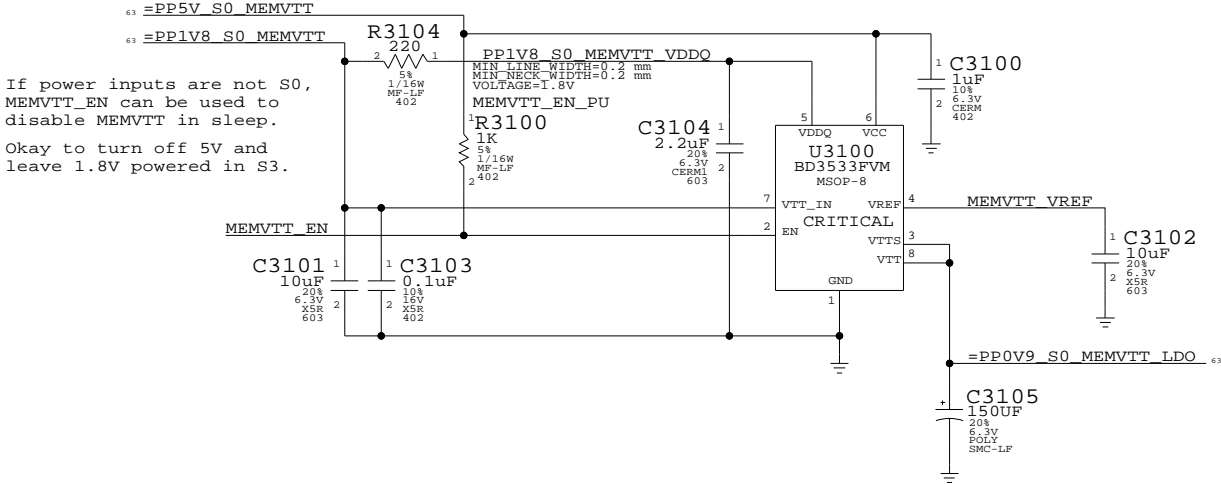 63 =PP5V_S0_MEMVTT
63 =PP1V8_S0_MEMVTT
If power inputs are not S0,
MEMVTT_EN can be used to
disable MEMVTT in sleep.
Okay to turn off 5V and
leave 1.8V powered in S3.
R3104
220
2 1
5%
1/16W
MF-LF
402
PP1V8_S0_MEMVTT_VDDQ
MIN_LINE_WIDTH=0.2 mm
MIN_NECK_WIDTH=0.2 mm
VOLTAGE=1.8V
MEMVTT_EN_PU
1
R3100
1K
5%
1/16W
MF-LF
402
2
C3104
1
2.2uF
20%
6.3V
CERM1
603
2
1
C3100
1uF
10%
6.3V
CERM
402
2
5 6
VDDQ VCC
U3100
BD3533FVM
MSOP-8
7 VTT_IN VREF 4
CRITICAL
2 EN VTTS 3
VTT 8
GND
1
MEMVTT_EN
MEMVTT_VREF
1
C3102
10uF
20%
6.3V
X5R
603
2
C3101
1
10uF
20%
6.3V
X5R
603
2
1
C3103
0.1uF
10%
16V
X5R
402
2
=PP0V9_S0_MEMVTT_LDO 63
+
C3105
150UF
20%
6.3V
POLY
SMC-LF